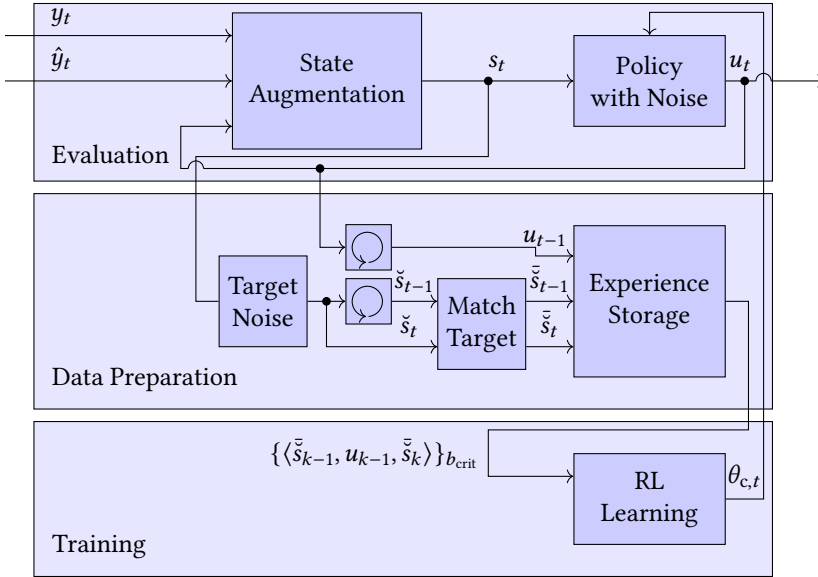 y_t
ŷ_t
State
Augmentation
s_t
Policy
with Noise
u_t
Evaluation
u_{t−1}
Target
Noise
s̆_{t−1}
s̆_t
Match
Target
s̄̆_{t−1}
s̄̆_t
Experience
Storage
Data Preparation
{⟨s̄̆_{k−1}, u_{k−1}, s̄̆_k⟩}_{b_crit}
RL
Learning
θ_{c,t}
Training